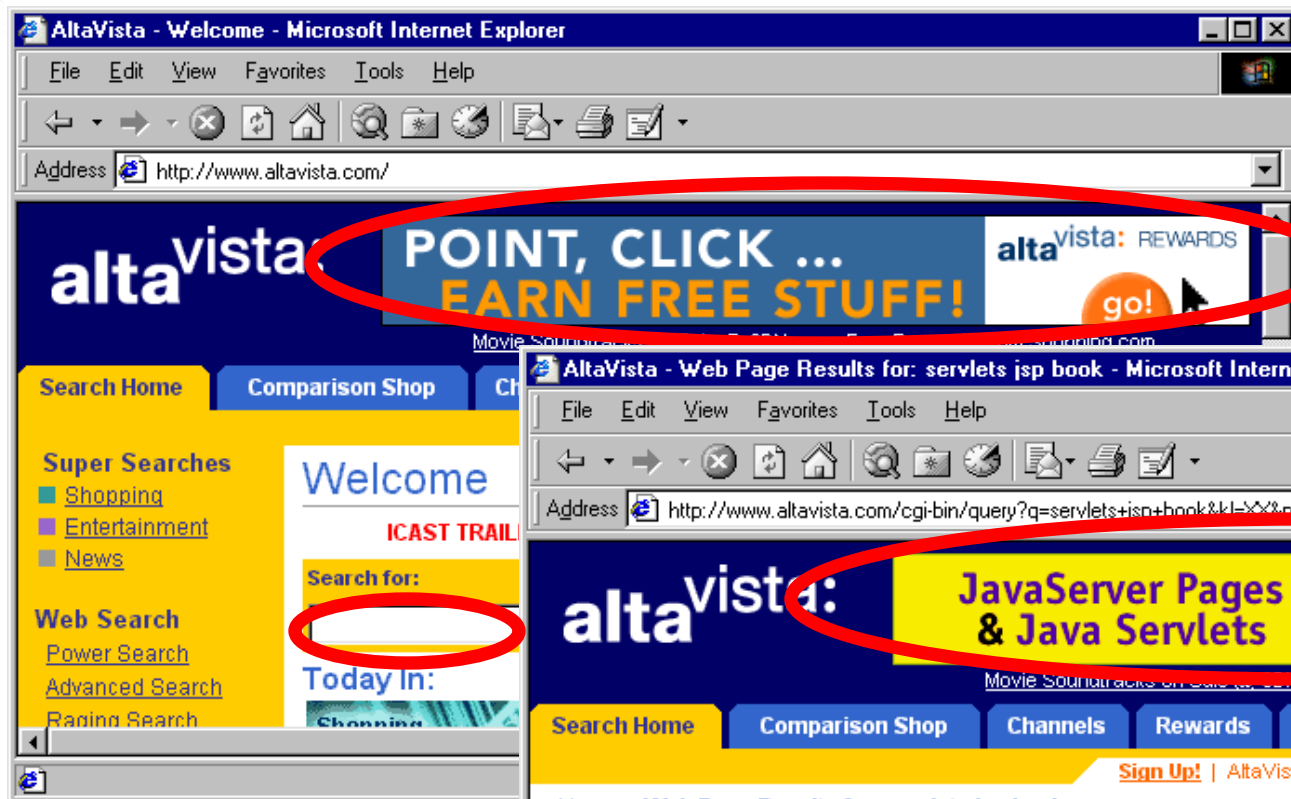 AltaVista - Welcome - Microsoft Internet Explorer
File Edit View Favorites Tools Help
Address http://www.altavista.com/
altavista:
POINT, CLICK ...
EARN FREE STUFF!
altavista: REWARDS
go!
Movie
shopping.com
Search Home Comparison Shop
Super Searches
Shopping
Entertainment
News
Web Search
Power Search
Advanced Search
Raging Search
Welcome
ICAST
Search for:
Today In:
Shopping
AltaVista - Web Page Results for: servlets jsp book - Microsoft Intern
File Edit View Favorites Tools Help
Address http://www.altavista.com/cgi-bin/query?q=servlets+jsp+book&kl=XX&p
altavista:
JavaServer Pages
& Java Servlets
Movie Soundtracks on Sale
Search Home Comparison Shop Channels Rewards
Sign Up! | AltaVis